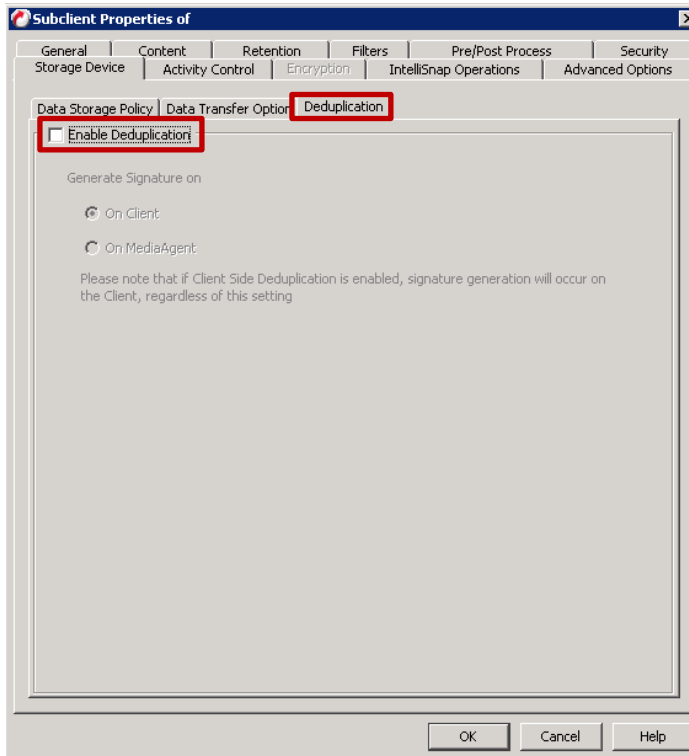 Subclient Properties of
General Content Retention Filters Pre/Post Process Security
Storage Device Activity Control Encryption IntelliSnap Operations Advanced Options
Data Storage Policy Data Transfer Option Deduplication
Enable Deduplication
Generate Signature on
On Client
On MediaAgent
Please note that if Client Side Deduplication is enabled, signature generation will occur on
the Client, regardless of this setting
OK Cancel Help